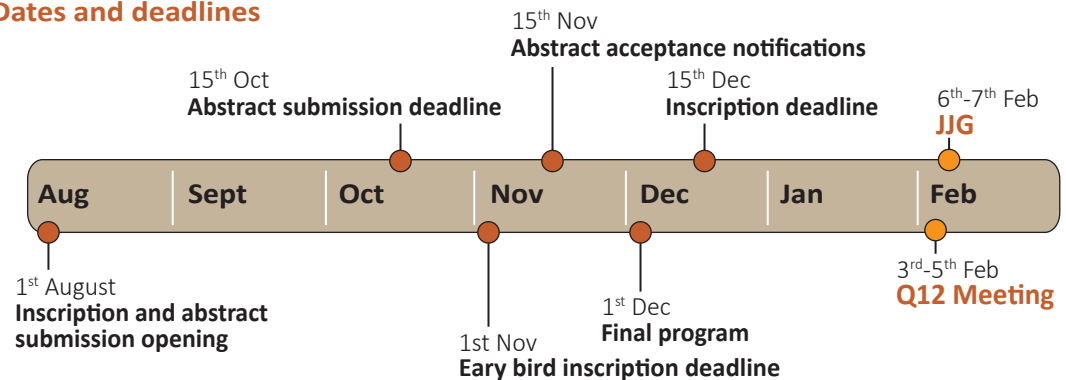 Dates and deadlines
15th Nov
Abstract acceptance notifications
15th Oct
Abstract submission deadline
15th Dec
Inscription deadline
6th-7th Feb
JJG
Aug
Sept
Oct
Nov
Dec
Jan
Feb
1st August
Inscription and abstract
submission opening
1st Nov
Eary bird inscription deadline
1st Dec
Final program
3rd-5th Feb
Q12 Meeting